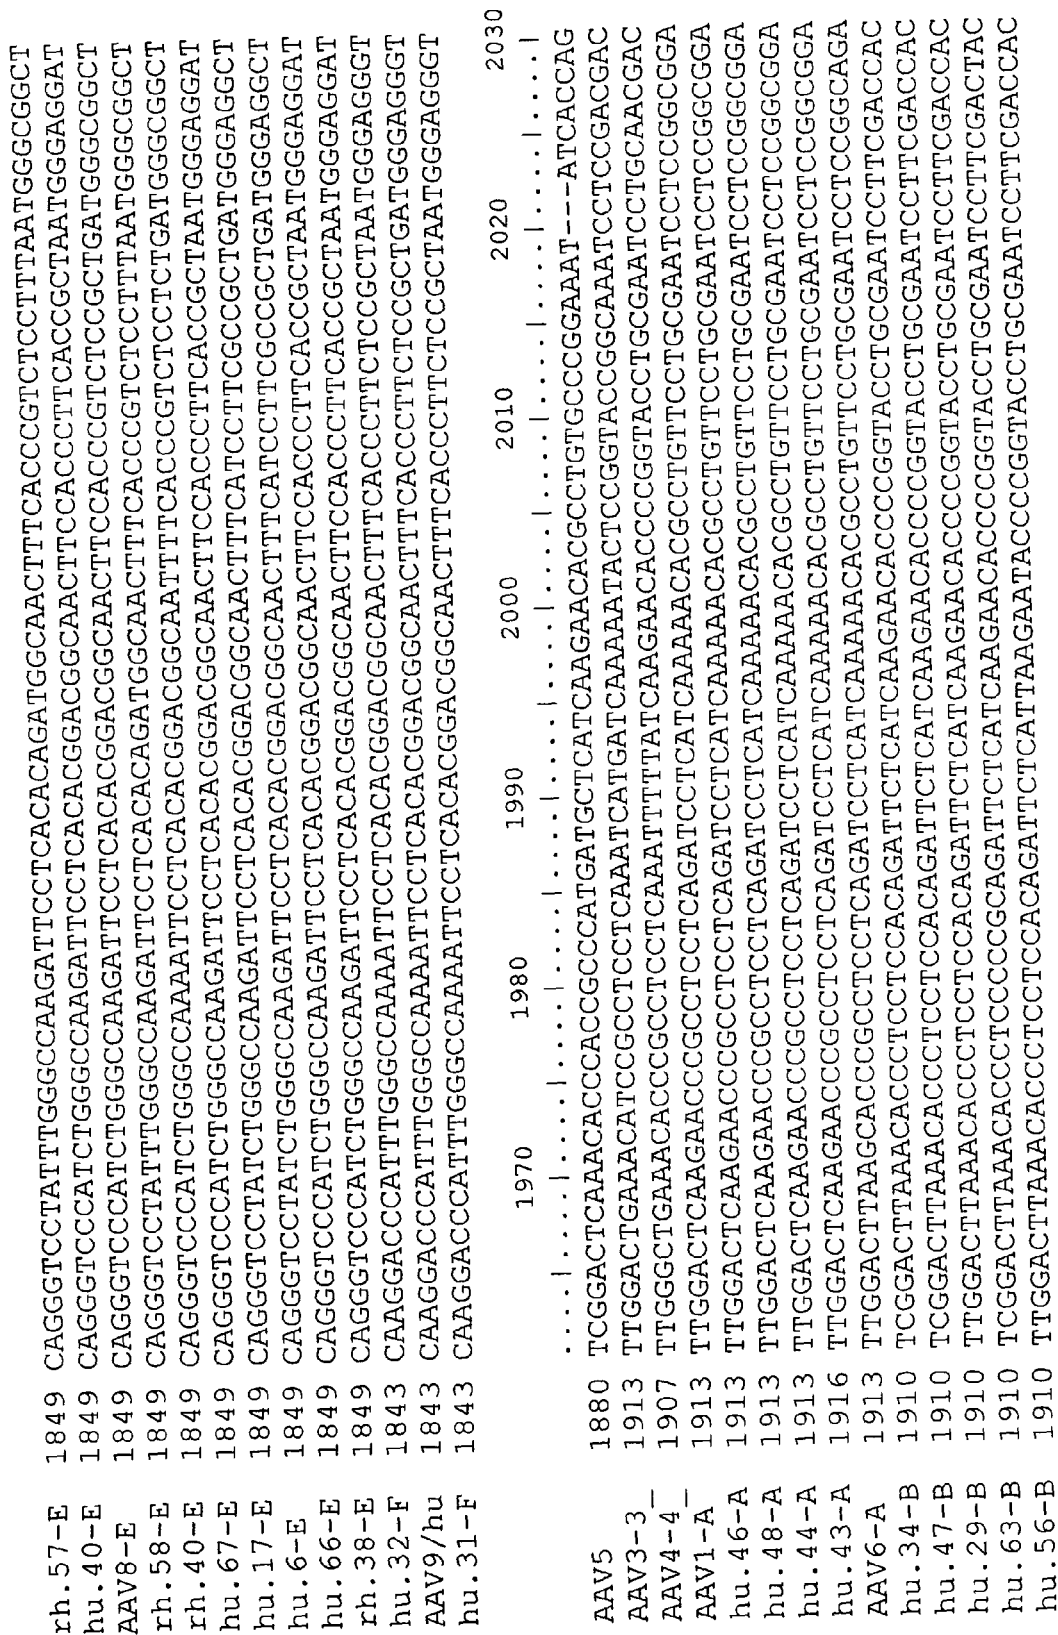 rh.57-E 1849 CAGGGTCCTATTTGGGCCAAGATTCCTCACACAGATGGCAACTTTCACCCGTCTCCTTTAATGGGCGGCT
hu.40-E 1849 CAGGGTCCCATCTGGGCCAAGATTCCTCACACGGACGGCAACTTCCACCCTTCACCGCTAATGGGAGGAT
AAV8-E 1849 CAGGGTCCCATCTGGGCCAAGATTCCTCACACGGACGGCAACTTCCACCCGTCTCCGCTGATGGGCGGCT
rh.58-E 1849 CAGGGTCCTATTTGGGCCAAGATTCCTCACACAGATGGCAACTTTCACCCGTCTCCTTTAATGGGCGGCT
rh.40-E 1849 CAGGGTCCCATCTGGGCCAAAATTCCTCACACGGACGGCAATTTTCACCCGTCTCCTCTGATGGGCGGCT
hu.67-E 1849 CAGGGTCCCATCTGGGCCAAGATTCCTCACACGGACGGCAACTTCCACCCTTCACCGCTAATGGGAGGAT
hu.17-E 1849 CAGGGTCCTATCTGGGCCAAGATTCCTCACACGGACGGCAACTTTCATCCTTCGCCGCTGATGGGAGGCT
hu.6-E 1849 CAGGGTCCTATCTGGGCCAAGATTCCTCACACGGACGGCAACTTTCATCCTTCGCCGCTGATGGGAGGCT
hu.66-E 1849 CAGGGTCCCATCTGGGCCAAGATTCCTCACACGGACGGCAACTTCCACCCTTCACCGCTAATGGGAGGAT
rh.38-E 1849 CAGGGTCCCATCTGGGCCAAGATTCCTCACACGGACGGCAACTTCCACCCTTCACCGCTAATGGGAGGAT
hu.32-F 1843 CAAGGACCCATTTGGGCCAAAATTCCTCACACGGACGGCAACTTTCACCCTTCTCCGCTAATGGGAGGGT
AAV9/hu 1843 CAAGGACCCATTTGGGCCAAAATTCCTCACACGGACGGCAACTTTCACCCTTCTCCGCTGATGGGAGGGT
hu.31-F 1843 CAAGGACCCATTTGGGCCAAAATTCCTCACACGGACGGCAACTTTCACCCTTCTCCGCTAATGGGAGGGT
1970 1980 1990 2000 2010 2020 2030
....|....|....|....|....|....|....|....|....|....|....|....|....|....|
AAV5 1880 TCGGACTCAAACACCCACCGCCCATGATGCTCATCAAGAACACGCCTGTGCCCGGAAAT---ATCACCAG
AAV3-3_ 1913 TTGGACTGAAACATCCGCCTCCTCAAATCATGATCAAAAATACTCCGGTACCGGCAAATCCTCCGACGAC
AAV4-4_ 1907 TTGGGCTGAAACACCCGCCTCCTCAAATTTTTATCAAGAACACCCCGGTACCTGCGAATCCTGCAACGAC
AAV1-A_ 1913 TTGGACTCAAGAACCCGCCTCCTCAGATCCTCATCAAAAACACGCCTGTTCCTGCGAATCCTCCGGCGGA
hu.46-A 1913 TTGGACTCAAGAACCCGCCTCCTCAGATCCTCATCAAAAACACGCCTGTTCCTGCGAATCCTCCGGCGGA
hu.48-A 1913 TTGGACTCAAGAACCCGCCTCCTCAGATCCTCATCAAAAACACGCCTGTTCCTGCGAATCCTCCGGCGGA
hu.44-A 1913 TTGGACTCAAGAACCCGCCTCCTCAGATCCTCATCAAAAACACGCCTGTTCCTGCGAATCCTCCGGCGGA
hu.43-A 1916 TTGGACTCAAGAACCCGCCTCCTCAGATCCTCATCAAAAACACGCCTGTTCCTGCGAATCCTCCGGCGGA
AAV6-A 1913 TTGGACTTAAGCACCCGCCTCCTCAGATCCTCATCAAAAACACGCCTGTTCCTGCGAATCCTCCGGCAGA
hu.34-B 1910 TCGGACTTAAACACCCTCCTCCACAGATTCTCATCAAGAACACCCCGGTACCTGCGAATCCTTCGACCAC
hu.47-B 1910 TCGGACTTAAACACCCTCCTCCACAGATTCTCATCAAGAACACCCCGGTACCTGCGAATCCTTCGACCAC
hu.29-B 1910 TTGGACTTAAACACCCTCCTCCACAGATTCTCATCAAGAACACCCCGGTACCTGCGAATCCTTCGACCAC
hu.63-B 1910 TCGGACTTAAACACCCTCCCCCGCAGATTCTCATCAAGAACACCCCGGTACCTGCGAATCCTTCGACTAC
hu.56-B 1910 TTGGACTTAAACACCCTCCTCCACAGATTCTCATTAAGAATACCCCGGTACCTGCGAATCCTTCGACCAC